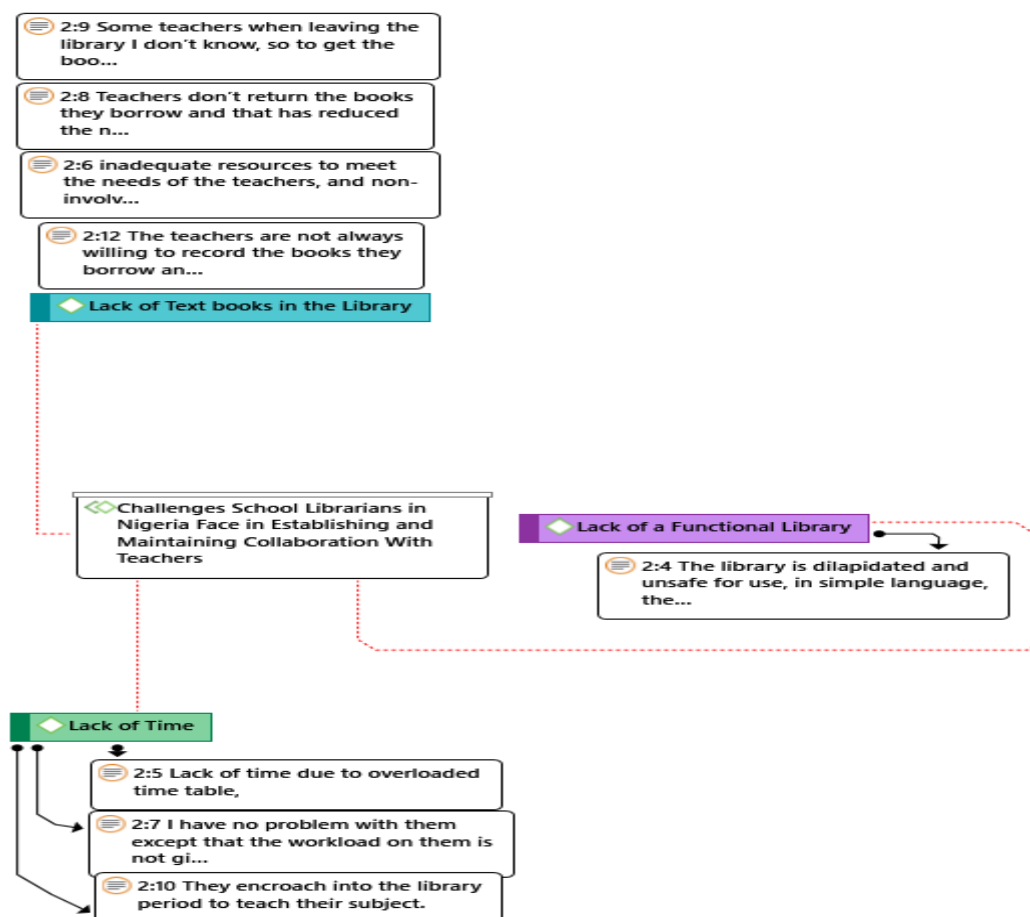 2:9 Some teachers when leaving the
library I don't know, so to get the
boo...
2:8 Teachers don't return the books
they borrow and that has reduced
the n...
2:6 inadequate resources to meet
the needs of the teachers, and non-
involv...
2:12 The teachers are not always
willing to record the books they
borrow an...
Lack of Text books in the Library
Challenges School Librarians in
Nigeria Face in Establishing and
Maintaining Collaboration With
Teachers
Lack of a Functional Library
2:4 The library is dilapidated and
unsafe for use, in simple language,
the...
Lack of Time
2:5 Lack of time due to overloaded
time table,
2:7 I have no problem with them
except that the workload on them is
not gi...
2:10 They encroach into the library
period to teach their subject.